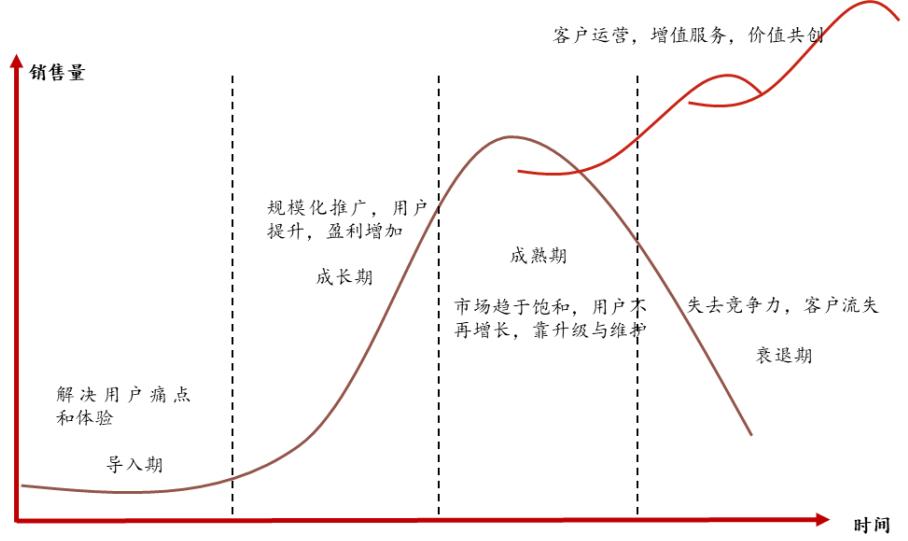 客户运营，增值服务，价值共创
销售量
规模化推广，用户
提升，盈利增加
成长期
成熟期
市场趋于饱和，用户不
再增长，靠升级与维护
失去竞争力，客户流失
衰退期
解决用户痛点
和体验
导入期
时间